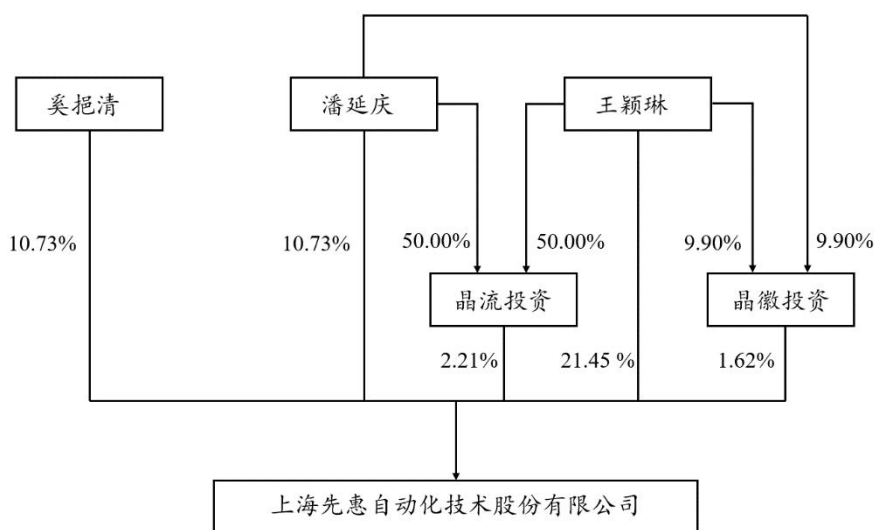 奚挹清
潘延庆
王颖琳
10.73%
10.73%
50.00%
50.00%
9.90%
9.90%
晶流投资
晶徽投资
2.21%
21.45 %
1.62%
上海先惠自动化技术股份有限公司